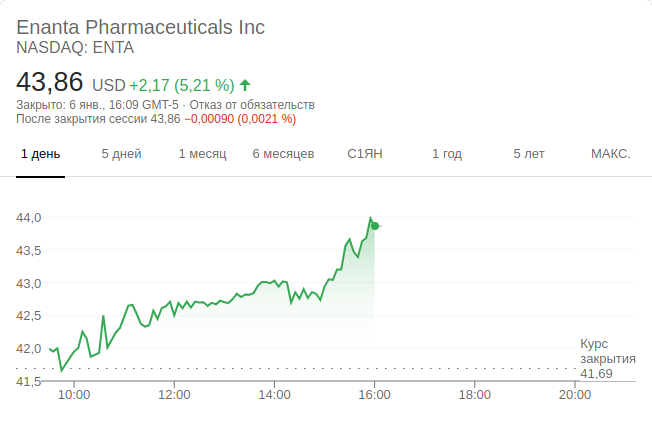 Enanta Pharmaceuticals Inc
NASDAQ: ENTA
43,86 USD +2,17 (5,21 %)
Закрыто: 6 янв., 16:09 GMT-5 · Отказ от обязательств
После закрытия сессии 43,86 −0,00090 (0,0021 %)
1 день 5 дней 1 месяц 6 месяцев С1ЯН 1 год 5 лет МАКС.
44,0
43,5
43,0
42,5
42,0
41,5
Курс
закрытия
41,69
10:00 12:00 14:00 16:00 18:00 20:00